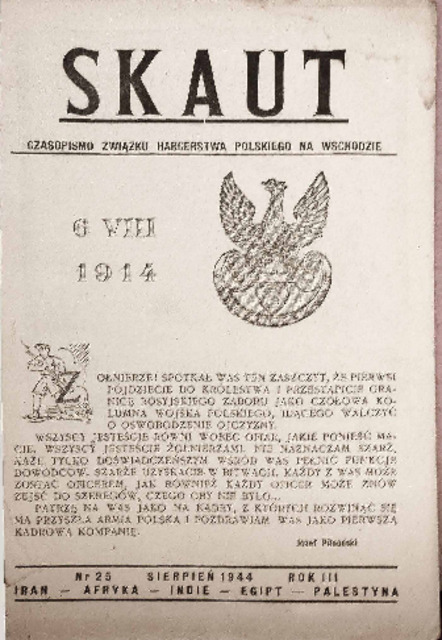 SKAUT
CZASOPISMO ZWIĄZKU HARCERSTWA POLSKIEGO NA WSCHODZIE
6 VIII
1914
ŻOŁNIERZE! SPOTKAŁ WAS TEN ZASZCZYT, ŻE PIERWSI
PÓJDZIECIE DO KRÓLESTWA I PRZESTĄPICIE GRA-
NICĘ ROSYJSKIEGO ZABORU JAKO CZOŁOWA KO-
LUMNA WOJSKA POLSKIEGO, IDĄCEGO WALCZYĆ
O OSWOBODZENIE OJCZYZNY.
WSZYSCY JESTEŚCIE RÓWNI WOBEC OFIAR, JAKIE PONIEŚĆ MA-
CIE. WSZYSCY JESTEŚCIE ŻOŁNIERZAMI. NIE NAZNACZAM SZARŻ,
KAŻĘ TYLKO DOŚWIADCZEŃSZYM WŚRÓD WAS PEŁNIĆ FUNKCJE
DOWÓDCÓW. SZARŻE UZYSKACIE W BITWACH. KAŻDY Z WAS MOŻE
ZOSTAĆ OFICEREM, JAK RÓWNIEŻ KAŻDY OFICER MOŻE ZNÓW
ZEJŚĆ DO SZEREGÓW, CZEGO OBY NIE BYŁO...
PATRZĘ NA WAS JAKO NA KADRY, Z KTÓRYCH ROZWINĄĆ SIĘ
MA PRZYSZŁA ARMIA POLSKA I POZDRAWIAM WAS JAKO PIERWSZĄ
KADROWĄ KOMPANIĘ.
Józef Piłsudski
Nr 25 SIERPIEŃ 1944 ROK III
IRAN — AFRYKA — INDIE — EGIPT — PALESTYNA